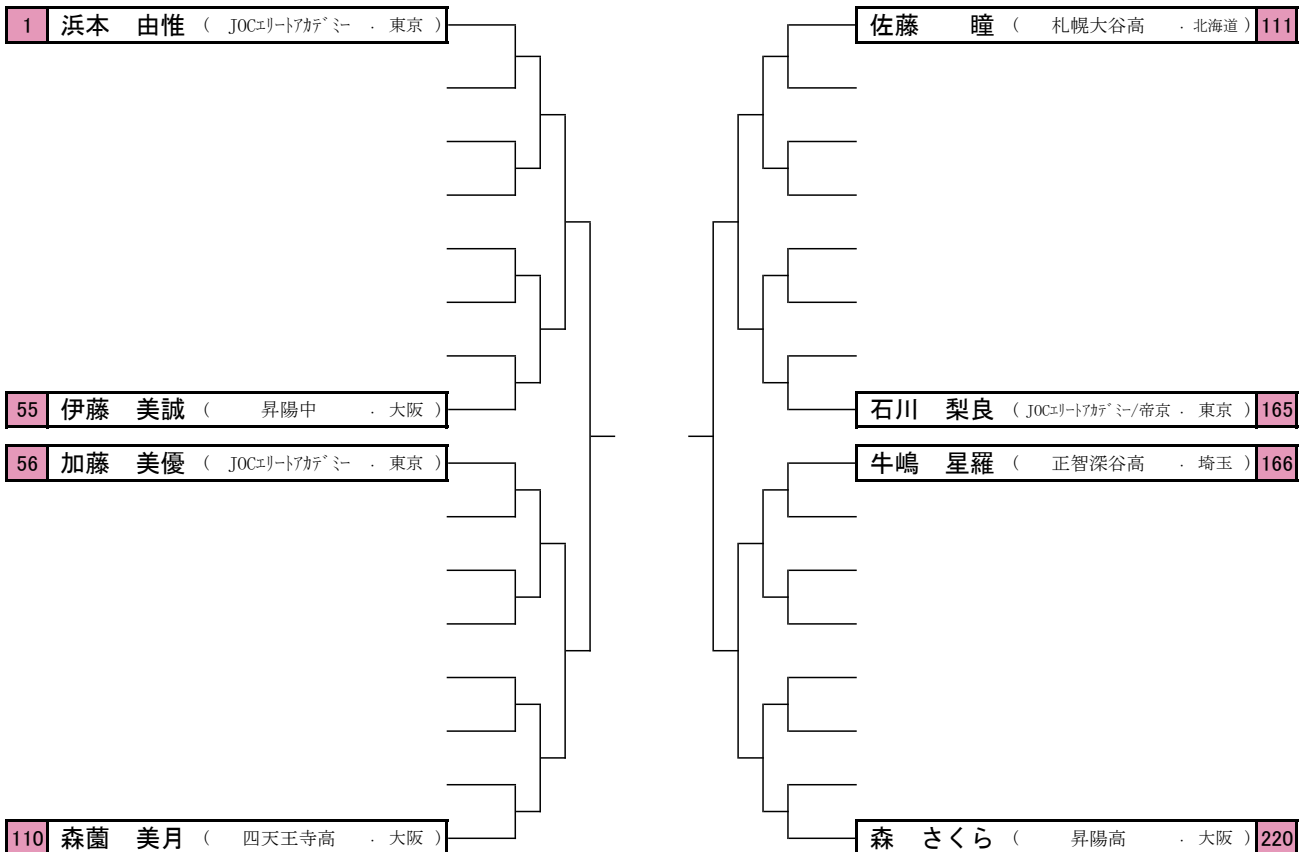 1 浜本 由惟 ( JOCエリートアカデミー . 東京 )
55 伊藤 美誠 ( 昇陽中 . 大阪 )
56 加藤 美優 ( JOCエリートアカデミー . 東京 )
110 森薗 美月 ( 四天王寺高 . 大阪 )
佐藤 瞳 ( 札幌大谷高 . 北海道 ) 111
石川 梨良 ( JOCエリートアカデミー/帝京 . 東京 ) 165
牛嶋 星羅 ( 正智深谷高 . 埼玉 ) 166
森 さくら ( 昇陽高 . 大阪 ) 220